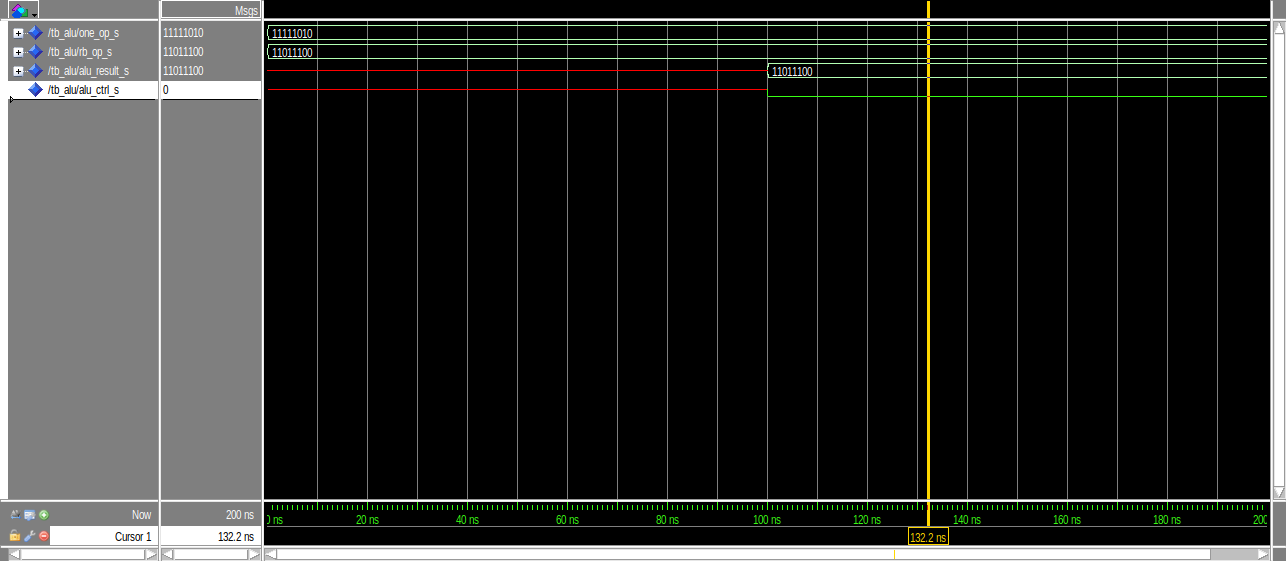 Msgs
/tb_alu/one_op_s 11111010 11111010
/tb_alu/rb_op_s 11011100 11011100
/tb_alu/alu_result_s 11011100 11011100
/tb_alu/alu_ctrl_s 0
Now 200 ns ns 20 ns 40 ns 60 ns 80 ns 100 ns 120 ns 140 ns 160 ns 180 ns 200
Cursor 1 132.2 ns 132.2 ns